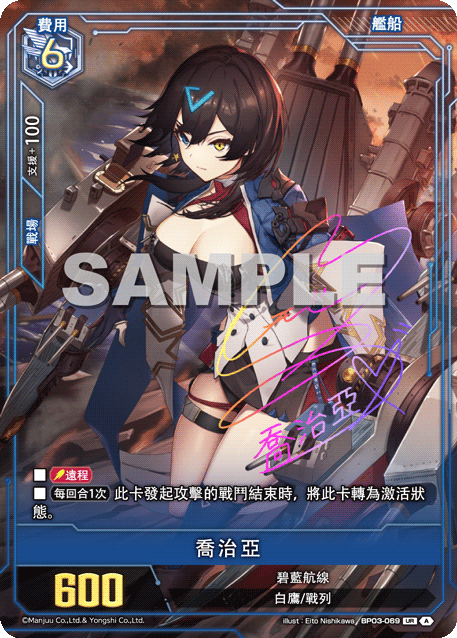 費用
6
艦船
支援+100
戰場
SAMPLE
喬治亞
遠程
每回合1次 此卡發起攻擊的戰鬥結束時，將此卡轉為激活狀
態。
喬治亞
600
碧藍航線
白鷹/戰列
©Manjuu Co.,Ltd.& Yongshi Co.,Ltd.
illust：Eito Nishikawa／BP03-069 UR A